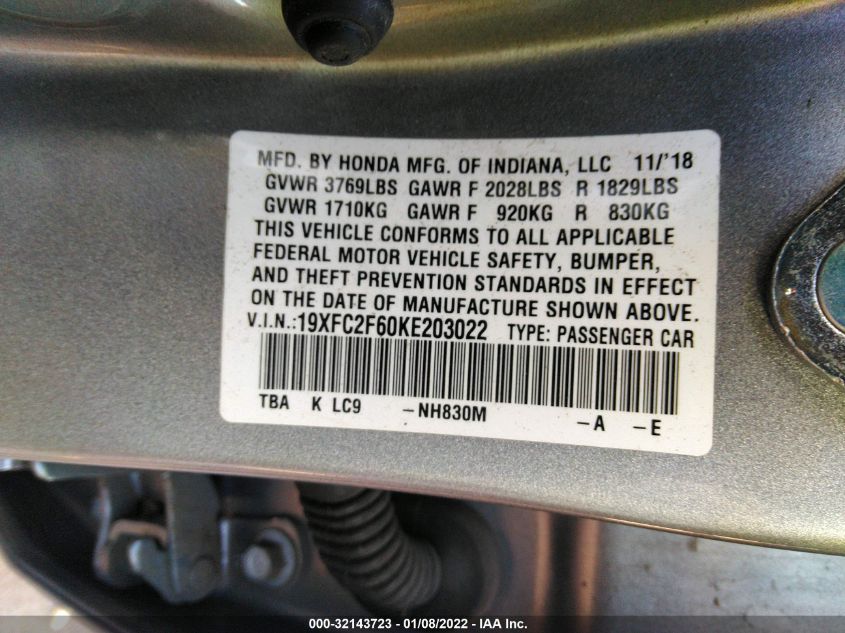 MFD. BY HONDA MFG. OF INDIANA, LLC 11/'18
GVWR 3769LBS GAWR F 2028LBS R 1829LBS
GVWR 1710KG GAWR F 920KG R 830KG
THIS VEHICLE CONFORMS TO ALL APPLICABLE
FEDERAL MOTOR VEHICLE SAFETY, BUMPER,
AND THEFT PREVENTION STANDARDS IN EFFECT
ON THE DATE OF MANUFACTURE SHOWN ABOVE.
V.I.N.:19XFC2F60KE203022 TYPE: PASSENGER CAR
TBA K LC9 -NH830M -A -E
000-32143723 - 01/08/2022 - IAA Inc.